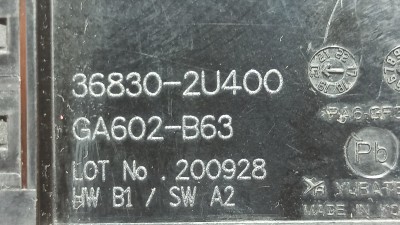 36830-2U400
GA602-B63
LOT No. 200928
HW B1 / SW A2
Pb
MADE IN